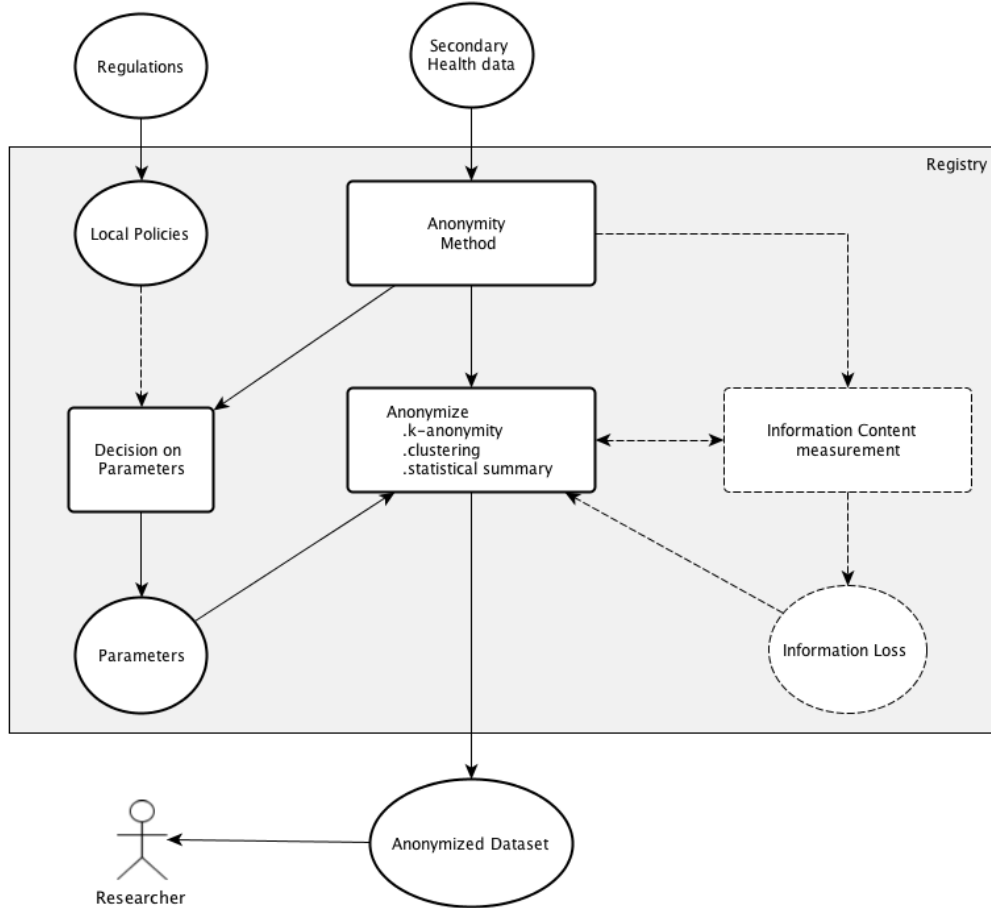 Regulations
Secondary
Health data
Registry
Local Policies
Anonymity
Method
Decision on
Parameters
Anonymize
.k-anonymity
.clustering
.statistical summary
Information Content
measurement
Parameters
Information Loss
Anonymized Dataset
Researcher